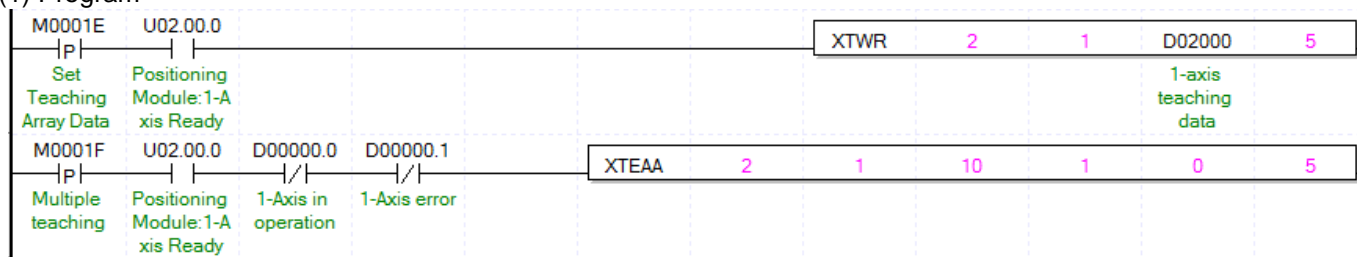 (1) Program
M0001E U02.00.0
P
XTWR 2 1 D02000 5
Set Positioning 1-axis
Teaching Module:1-A teaching
Array Data xis Ready data
M0001F U02.00.0 D00000.0 D00000.1
P
XTEAA 2 1 10 1 0 5
Multiple Positioning 1-Axis in 1-Axis error
teaching Module:1-A operation
xis Ready